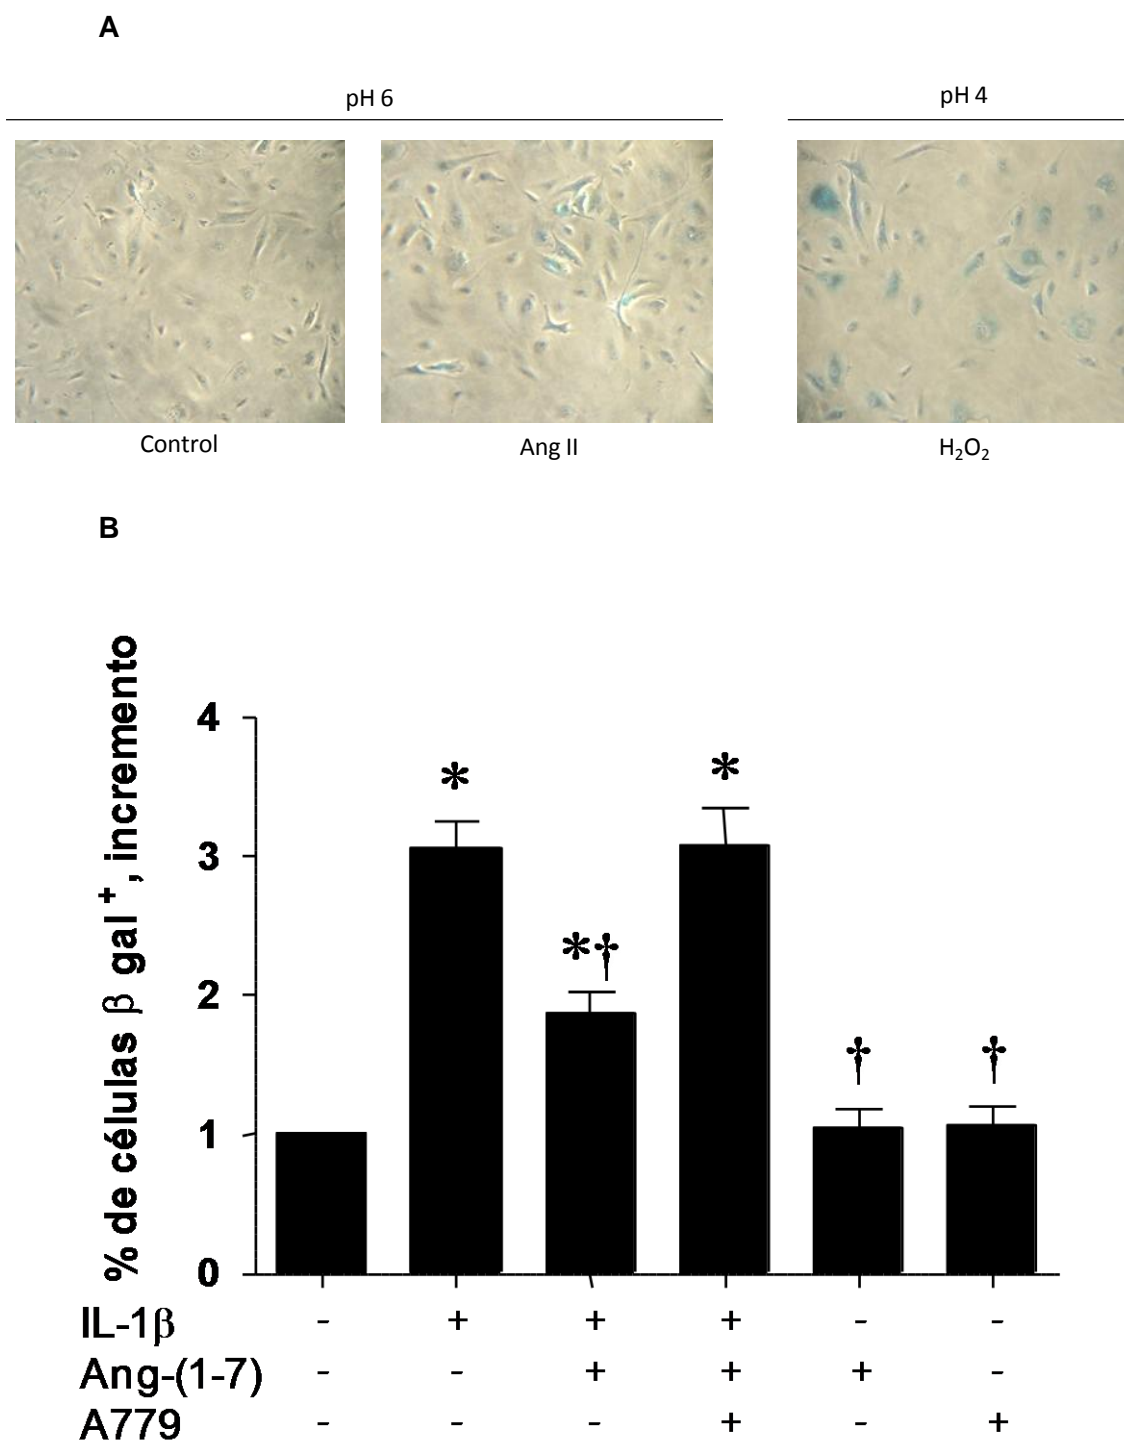 A
pH 6
pH 4
Control
Ang II
H₂O₂
B
% de células β gal⁺, incremento
4
3
2
1
0
*
*†
*
†
†
IL-1β - + + + - -
Ang-(1-7) - - + + + -
A779 - - - + - +